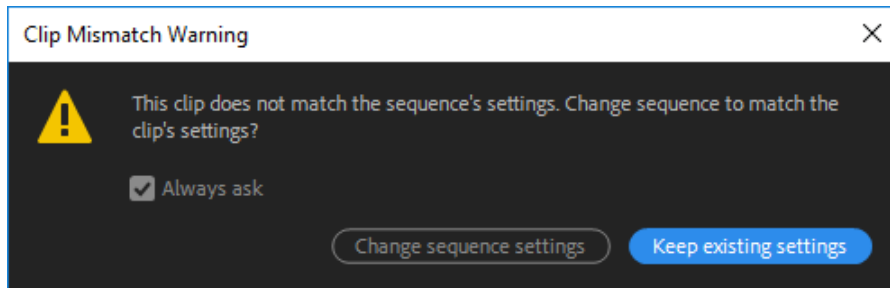 Clip Mismatch Warning
This clip does not match the sequence's settings. Change sequence to match the
clip's settings?
Always ask
Change sequence settings
Keep existing settings